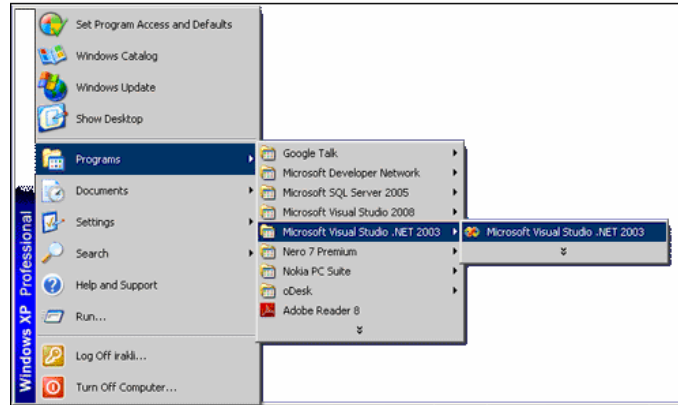 Set Program Access and Defaults
Windows Catalog
Windows Update
Show Desktop
Programs
Documents
Settings
Search
Help and Support
Run...
Log Off irakli...
Turn Off Computer...
Windows XP Professional
Google Talk
Microsoft Developer Network
Microsoft SQL Server 2005
Microsoft Visual Studio 2008
Microsoft Visual Studio .NET 2003
Nero 7 Premium
Nokia PC Suite
oDesk
Adobe Reader 8
Microsoft Visual Studio .NET 2003